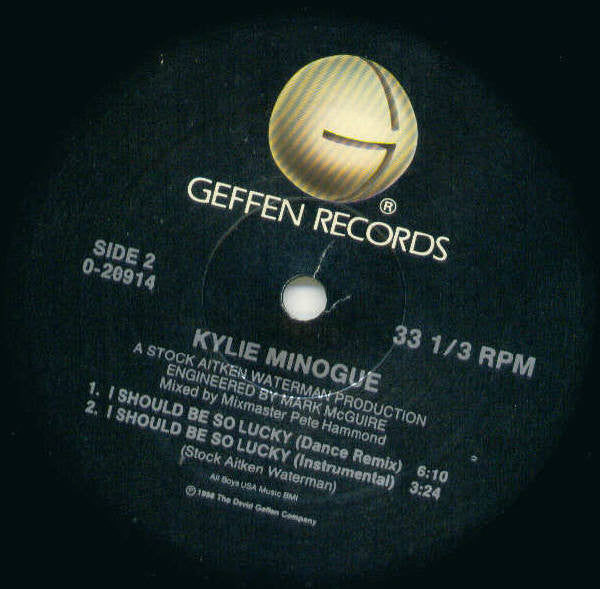 GEFFEN RECORDS ®
SIDE 2
0-20914
33 1/3 RPM
KYLIE MINOGUE
A STOCK AITKEN WATERMAN PRODUCTION
ENGINEERED BY MARK McGUIRE
Mixed by Mixmaster Pete Hammond
1. I SHOULD BE SO LUCKY (Dance Remix) 6:10
2. I SHOULD BE SO LUCKY (Instrumental) 3:24
(Stock Aitken Waterman)
All Boys USA Music BMI
℗ 1988 The David Geffen Company